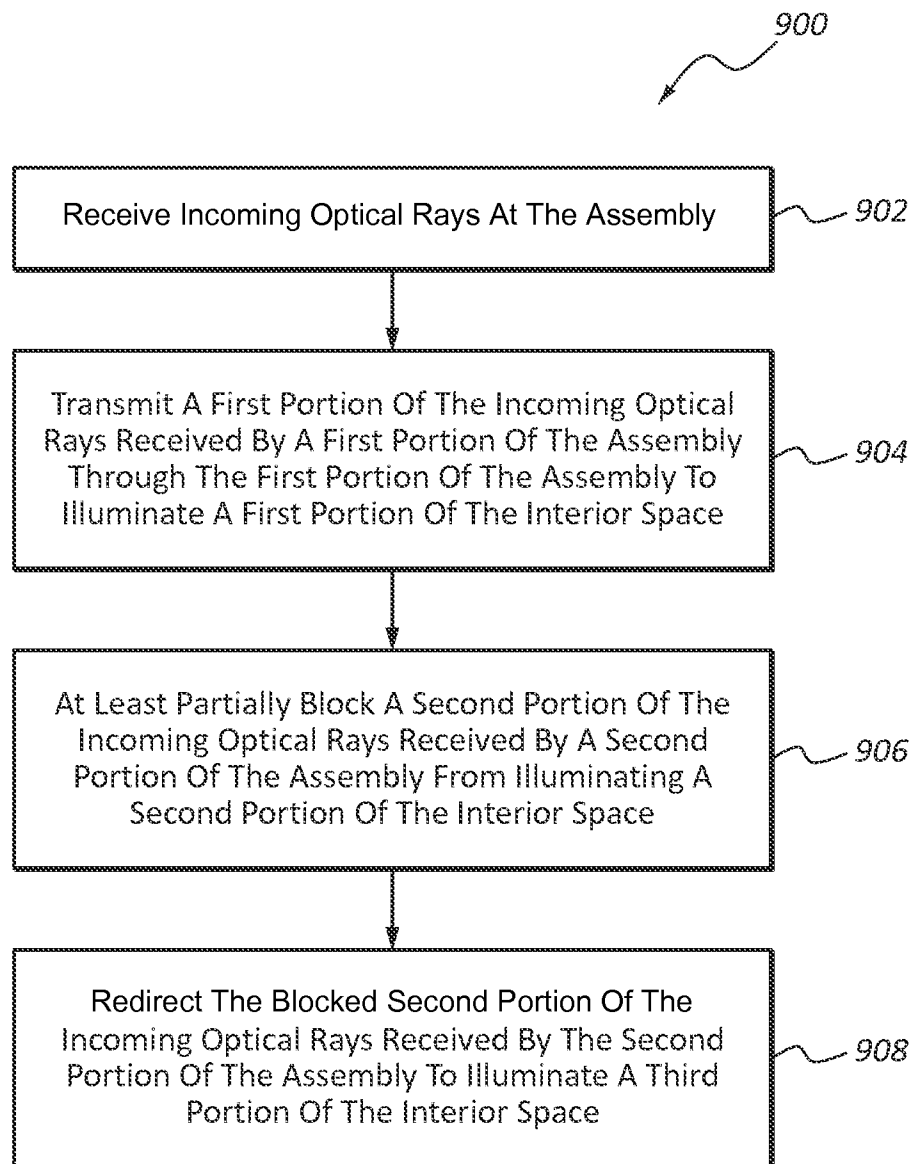 900
Receive Incoming Optical Rays At The Assembly
902
Transmit A First Portion Of The Incoming Optical
Rays Received By A First Portion Of The Assembly
Through The First Portion Of The Assembly To
Illuminate A First Portion Of The Interior Space
904
At Least Partially Block A Second Portion Of The
Incoming Optical Rays Received By A Second
Portion Of The Assembly From Illuminating A
Second Portion Of The Interior Space
906
Redirect The Blocked Second Portion Of The
Incoming Optical Rays Received By The Second
Portion Of The Assembly To Illuminate A Third
Portion Of The Interior Space
908